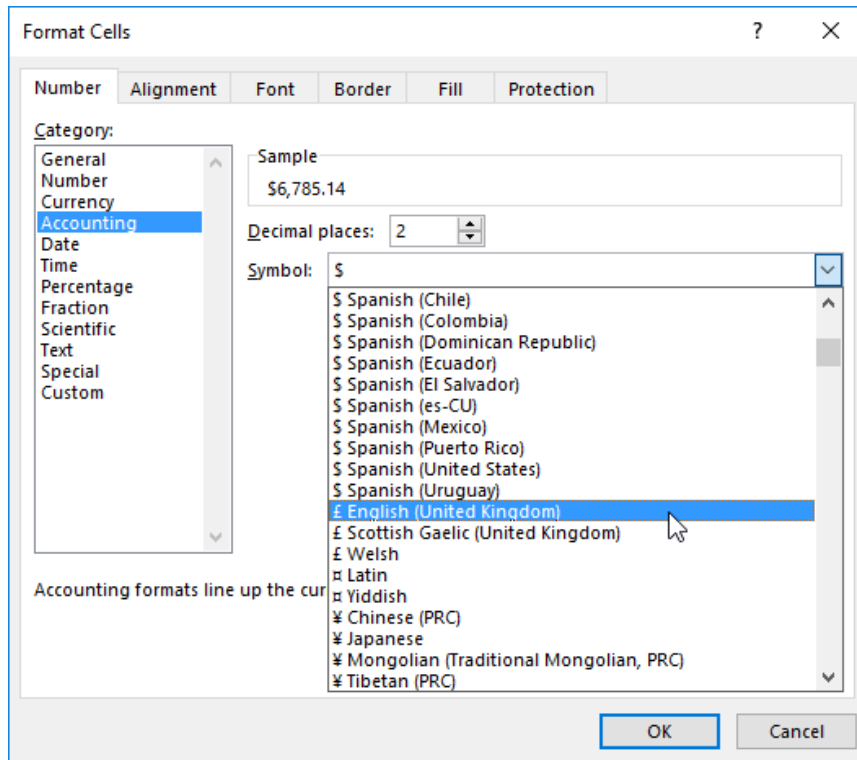 Format Cells
?
Number
Alignment
Font
Border
Fill
Protection
Category:
General
Number
Currency
Accounting
Date
Time
Percentage
Fraction
Scientific
Text
Special
Custom
Sample
$6,785.14
Decimal places: 2
Symbol: $
$ Spanish (Chile)
$ Spanish (Colombia)
$ Spanish (Dominican Republic)
$ Spanish (Ecuador)
$ Spanish (El Salvador)
$ Spanish (es-CU)
$ Spanish (Mexico)
$ Spanish (Puerto Rico)
$ Spanish (United States)
$ Spanish (Uruguay)
£ English (United Kingdom)
£ Scottish Gaelic (United Kingdom)
£ Welsh
¤ Latin
¤ Yiddish
¥ Chinese (PRC)
¥ Japanese
¥ Mongolian (Traditional Mongolian, PRC)
¥ Tibetan (PRC)
Accounting formats line up the cur
OK
Cancel